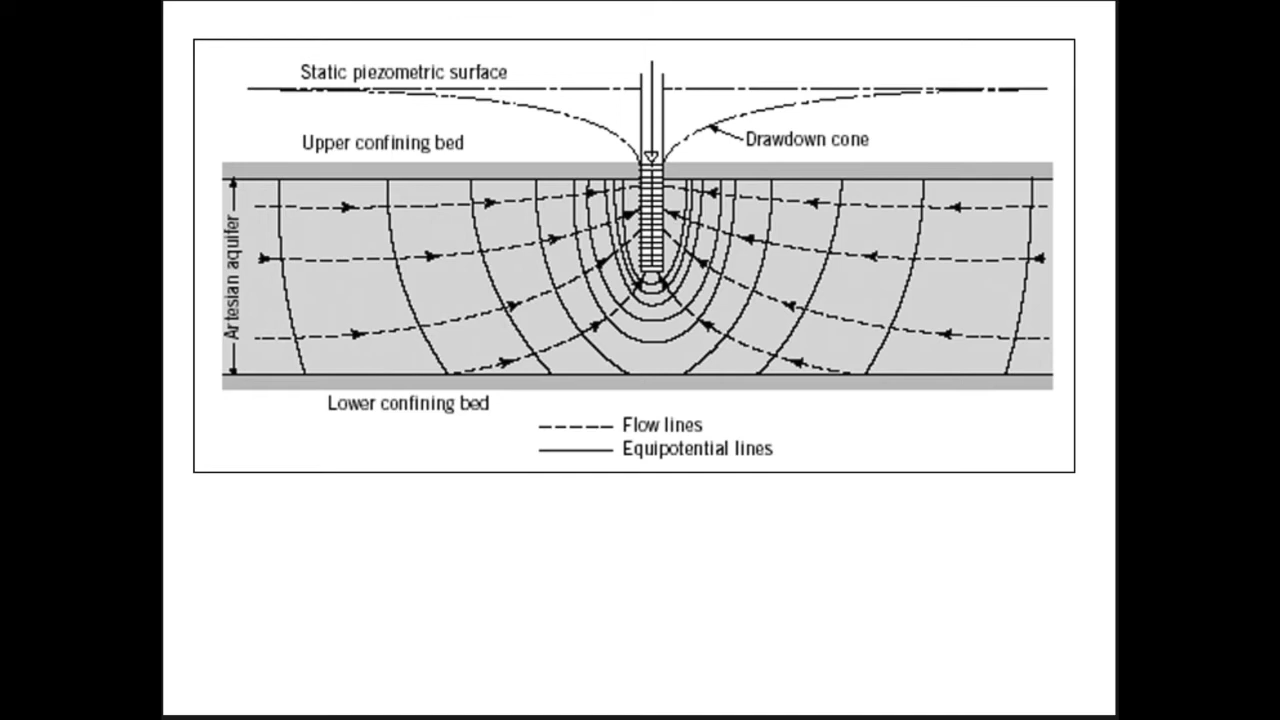 Static piezometric surface
Upper confining bed
Drawdown cone
Artesian aquifer
Lower confining bed
Flow lines
Equipotential lines